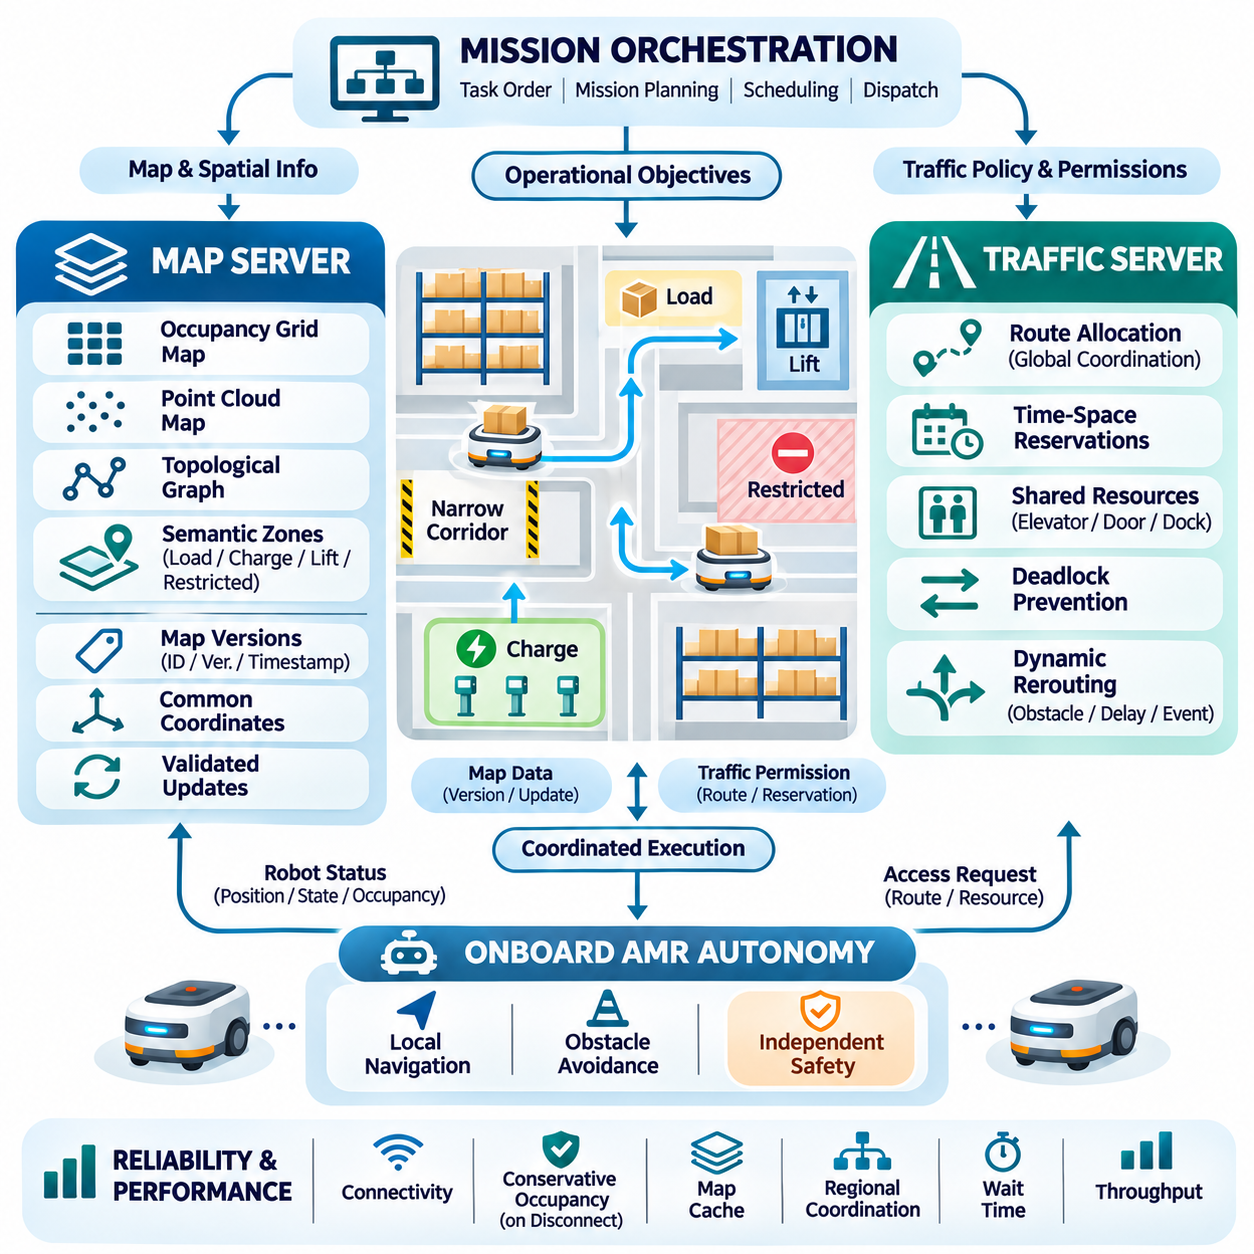 MISSION ORCHESTRATION
Task Order | Mission Planning | Scheduling | Dispatch
Map & Spatial Info
Operational Objectives
Traffic Policy & Permissions
MAP SERVER
Occupancy Grid
Map
Point Cloud
Map
Topological
Graph
Semantic Zones
(Load / Charge / Lift /
Restricted)
Map Versions
(ID / Ver. / Timestamp)
Common
Coordinates
Validated
Updates
Load
Lift
Restricted
Narrow
Corridor
Charge
TRAFFIC SERVER
Route Allocation
(Global Coordination)
Time-Space
Reservations
Shared Resources
(Elevator / Door / Dock)
Deadlock
Prevention
Dynamic
Rerouting
(Obstacle / Delay / Event)
Map Data
(Version / Update)
Traffic Permission
(Route / Reservation)
Coordinated Execution
Robot Status
(Position / State / Occupancy)
Access Request
(Route / Resource)
ONBOARD AMR AUTONOMY
Local
Navigation
Obstacle
Avoidance
Independent
Safety
RELIABILITY &
PERFORMANCE
Connectivity
Conservative
Occupancy
(on Disconnect)
Map
Cache
Regional
Coordination
Wait
Time
Throughput